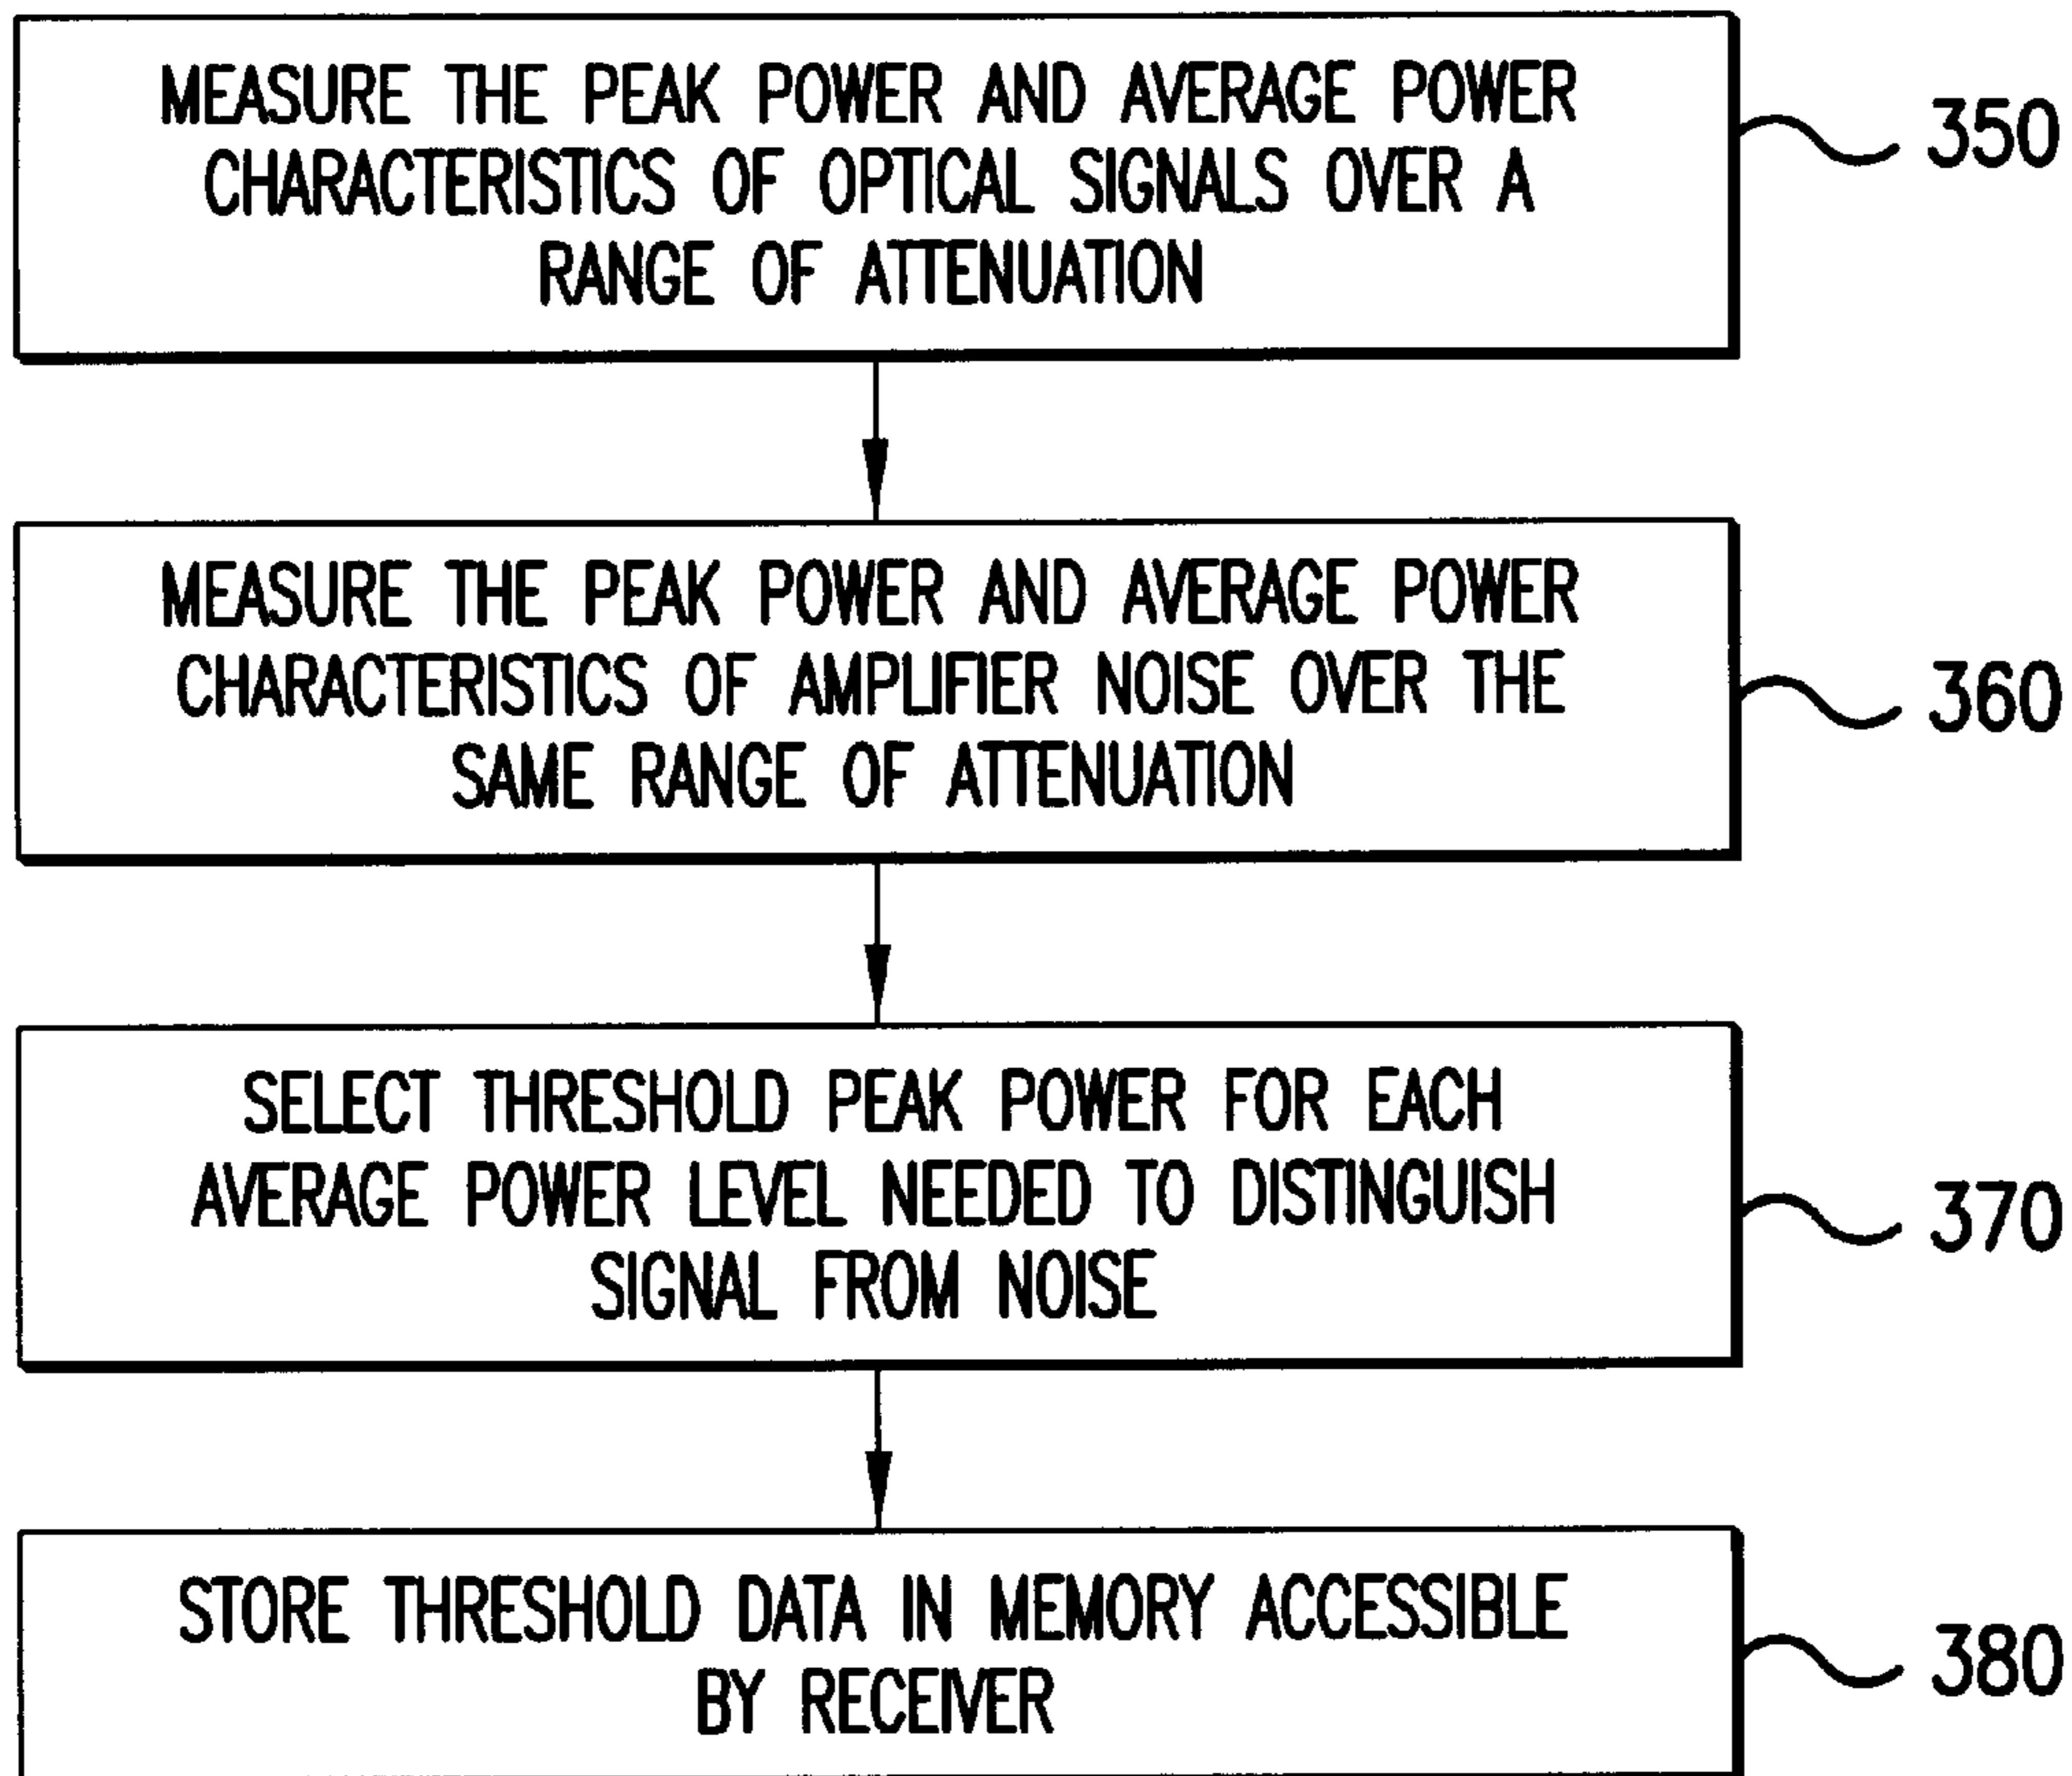 MEASURE THE PEAK POWER AND AVERAGE POWER
CHARACTERISTICS OF OPTICAL SIGNALS OVER A
RANGE OF ATTENUATION
350
MEASURE THE PEAK POWER AND AVERAGE POWER
CHARACTERISTICS OF AMPLIFIER NOISE OVER THE
SAME RANGE OF ATTENUATION
360
SELECT THRESHOLD PEAK POWER FOR EACH
AVERAGE POWER LEVEL NEEDED TO DISTINGUISH
SIGNAL FROM NOISE
370
STORE THRESHOLD DATA IN MEMORY ACCESSIBLE
BY RECEIVER
380